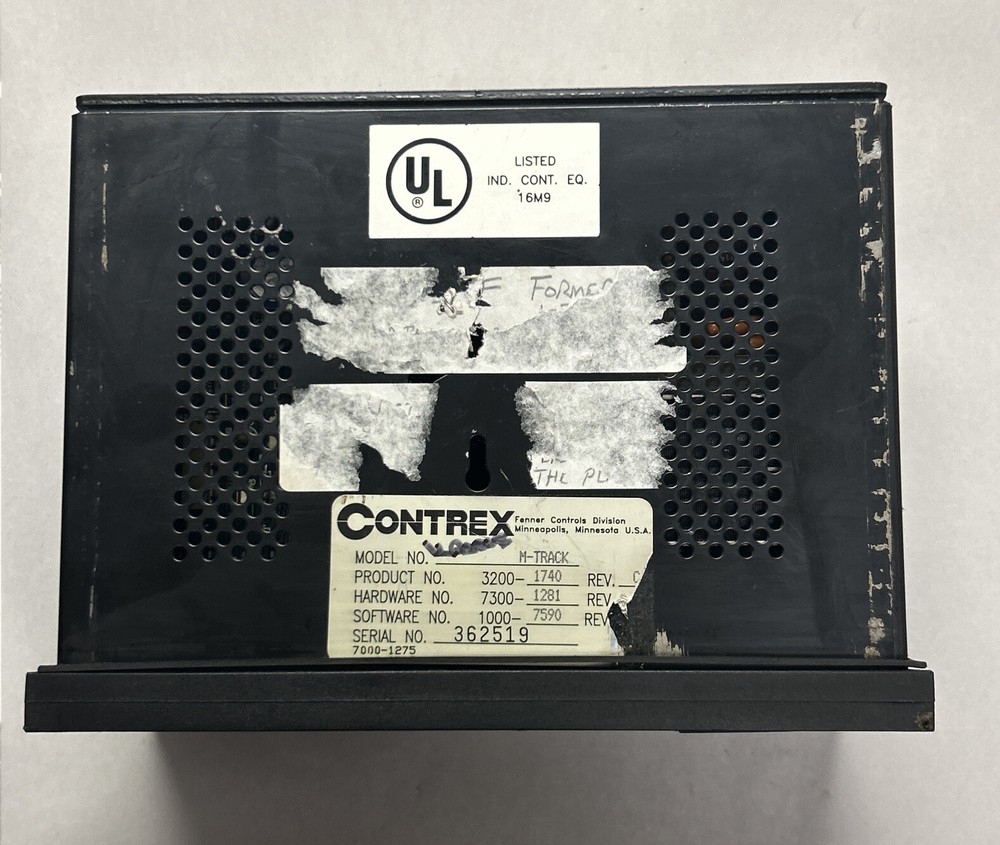 UL
®
LISTED
IND. CONT. EQ.
16M9
F FORMER
THE PL
CONTREX Fenner Controls Division
Minneapolis, Minnesota U.S.A.
MODEL NO. M-TRACK
PRODUCT NO. 3200-1740 REV. C
HARDWARE NO. 7300-1281 REV
SOFTWARE NO. 1000-7590 REV
SERIAL NO. 362519
7000-1275